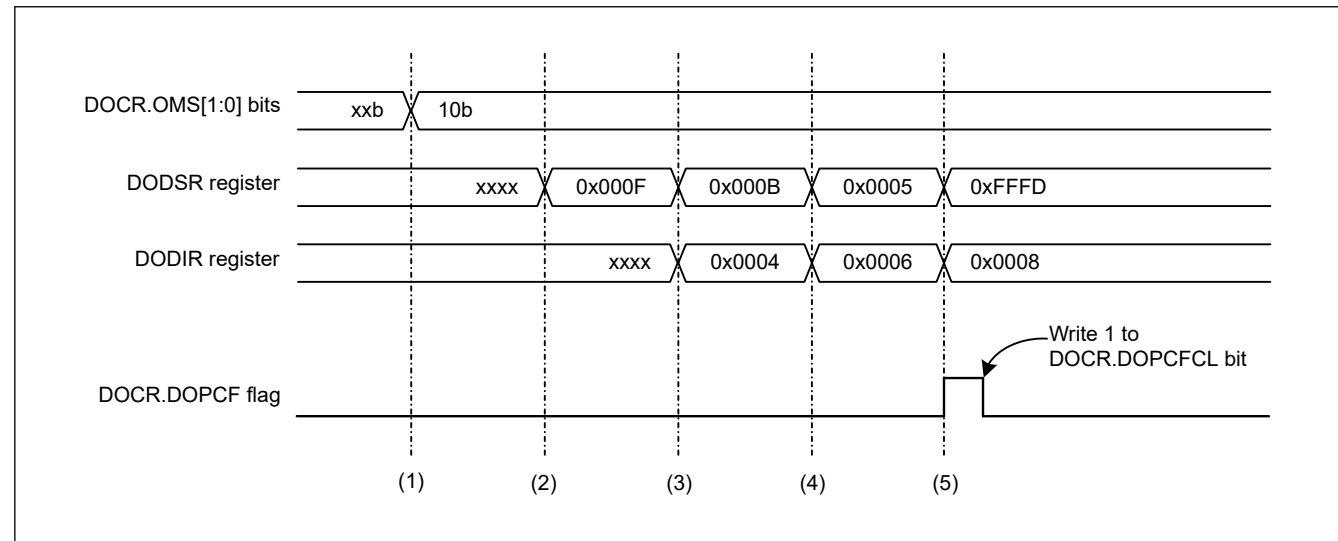 DOCR.OMS[1:0] bits xxb 10b
DODSR register xxxx 0x000F 0x000B 0x0005 0xFFFD
DODIR register xxxx 0x0004 0x0006 0x0008
Write 1 to
DOCR.DOPCFCL bit
DOCR.DOPCF flag
(1) (2) (3) (4) (5)